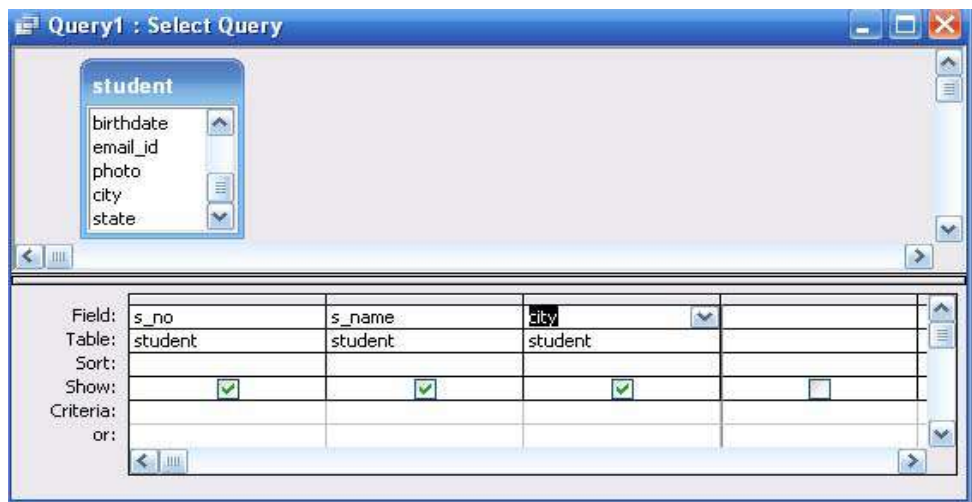 Query1 : Select Query
student
birthdate
email_id
photo
city
state
Field: s_no s_name city
Table: student student student
Sort:
Show:
Criteria:
or: